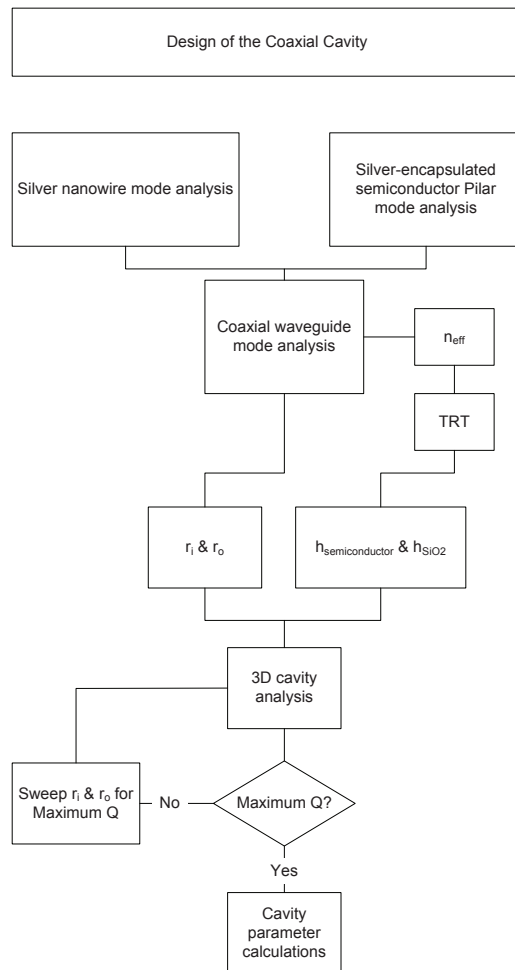 Design of the Coaxial Cavity
Silver nanowire mode analysis
Silver-encapsulated
semiconductor Pilar
mode analysis
Coaxial waveguide
mode analysis
neff
TRT
ri & ro
hsemiconductor & hSiO2
3D cavity
analysis
Sweep ri & ro for
Maximum Q
No
Maximum Q?
Yes
Cavity
parameter
calculations